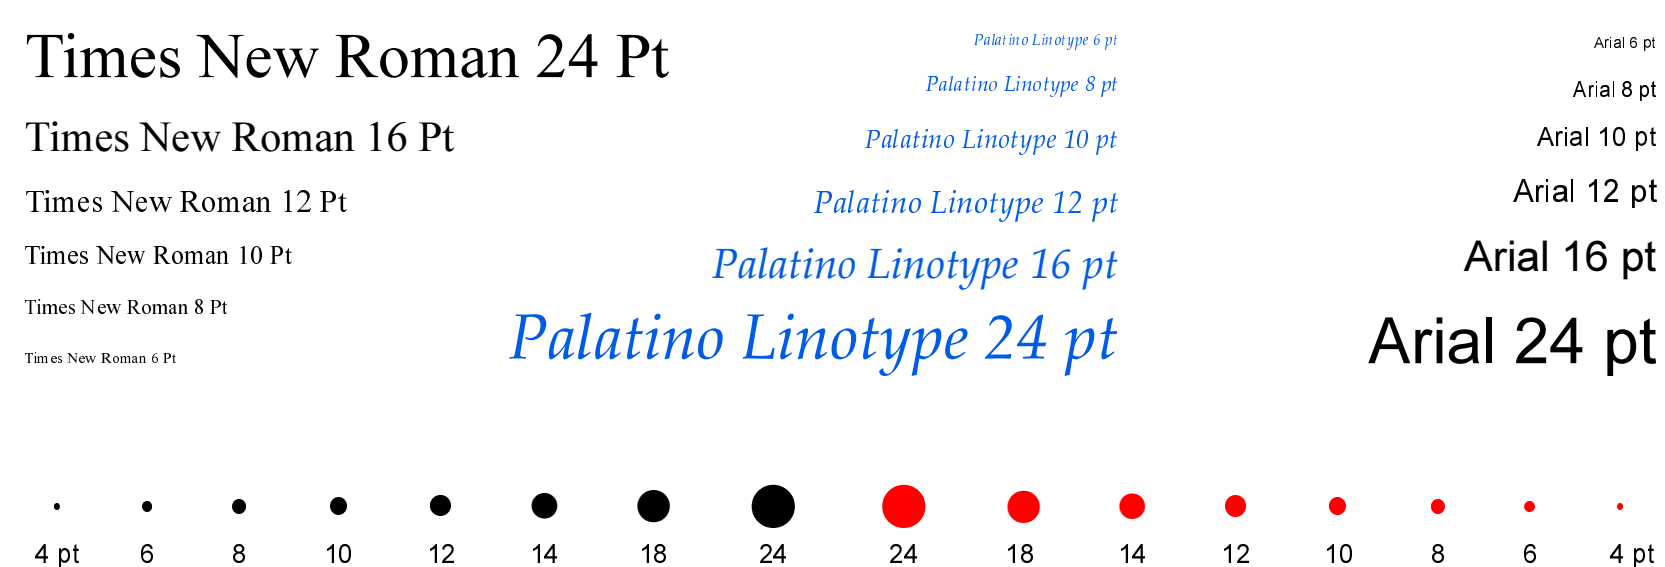 Times New Roman 24 Pt
Times New Roman 16 Pt
Times New Roman 12 Pt
Times New Roman 10 Pt
Times New Roman 8 Pt
Times New Roman 6 Pt
Palatino Linotype 6 pt
Palatino Linotype 8 pt
Palatino Linotype 10 pt
Palatino Linotype 12 pt
Palatino Linotype 16 pt
Palatino Linotype 24 pt
Arial 6 pt
Arial 8 pt
Arial 10 pt
Arial 12 pt
Arial 16 pt
Arial 24 pt
4 pt 6 8 10 12 14 18 24 24 18 14 12 10 8 6 4 pt